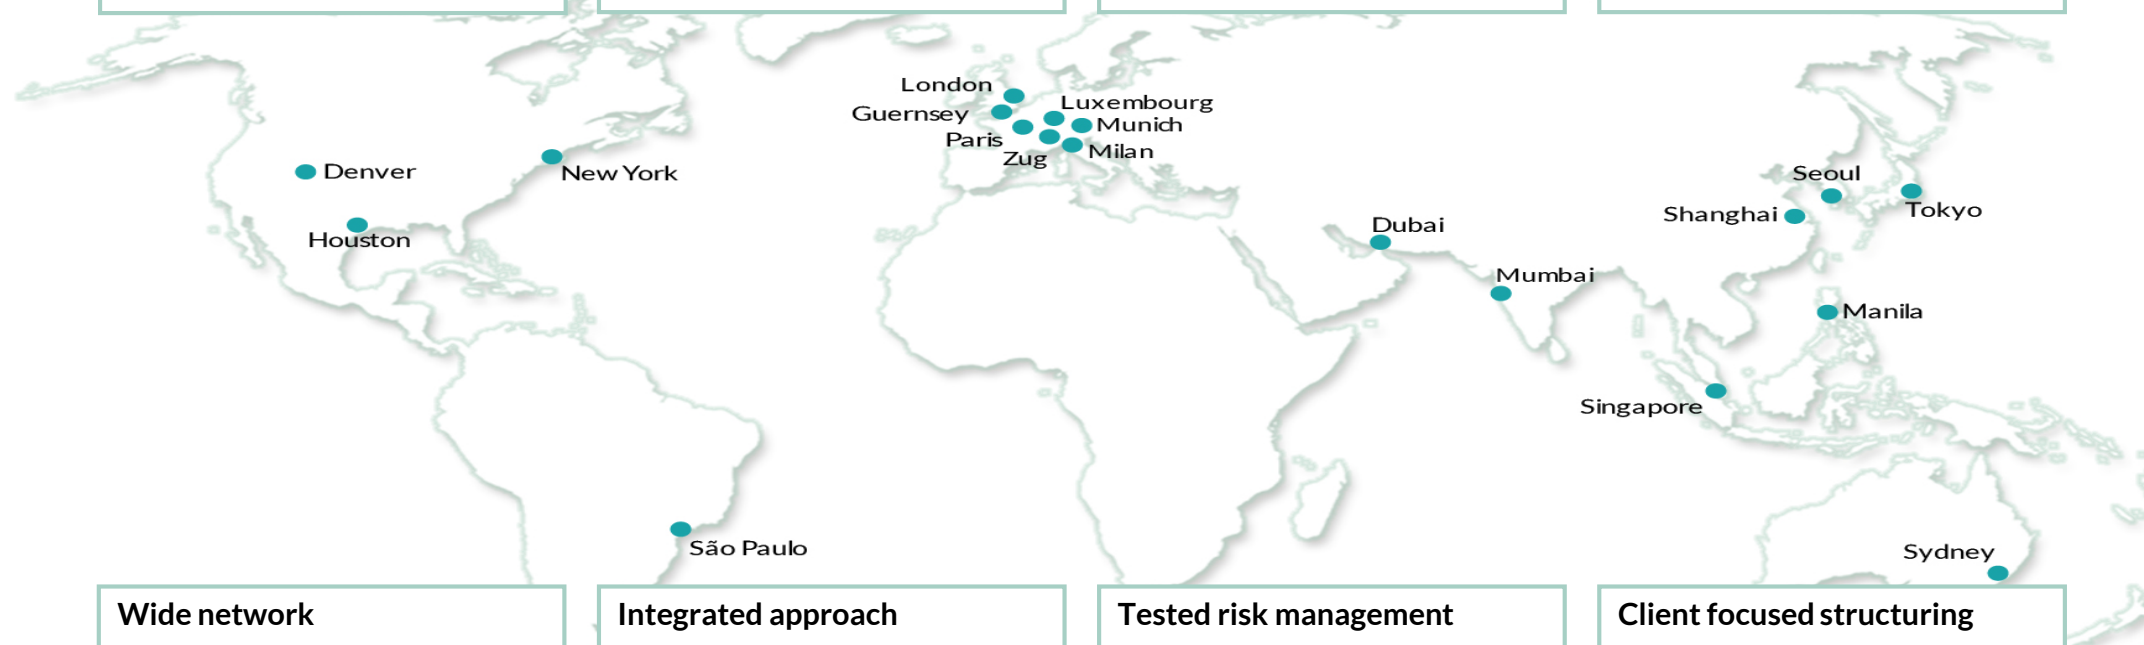 London
Luxembourg
Guernsey
Munich
Paris
Milan
Zug
Denver
New York
Seoul
Tokyo
Shanghai
Dubai
Houston
Mumbai
Manila
Singapore
São Paulo
Sydney
Wide network
Integrated approach
Tested risk management
Client focused structuring